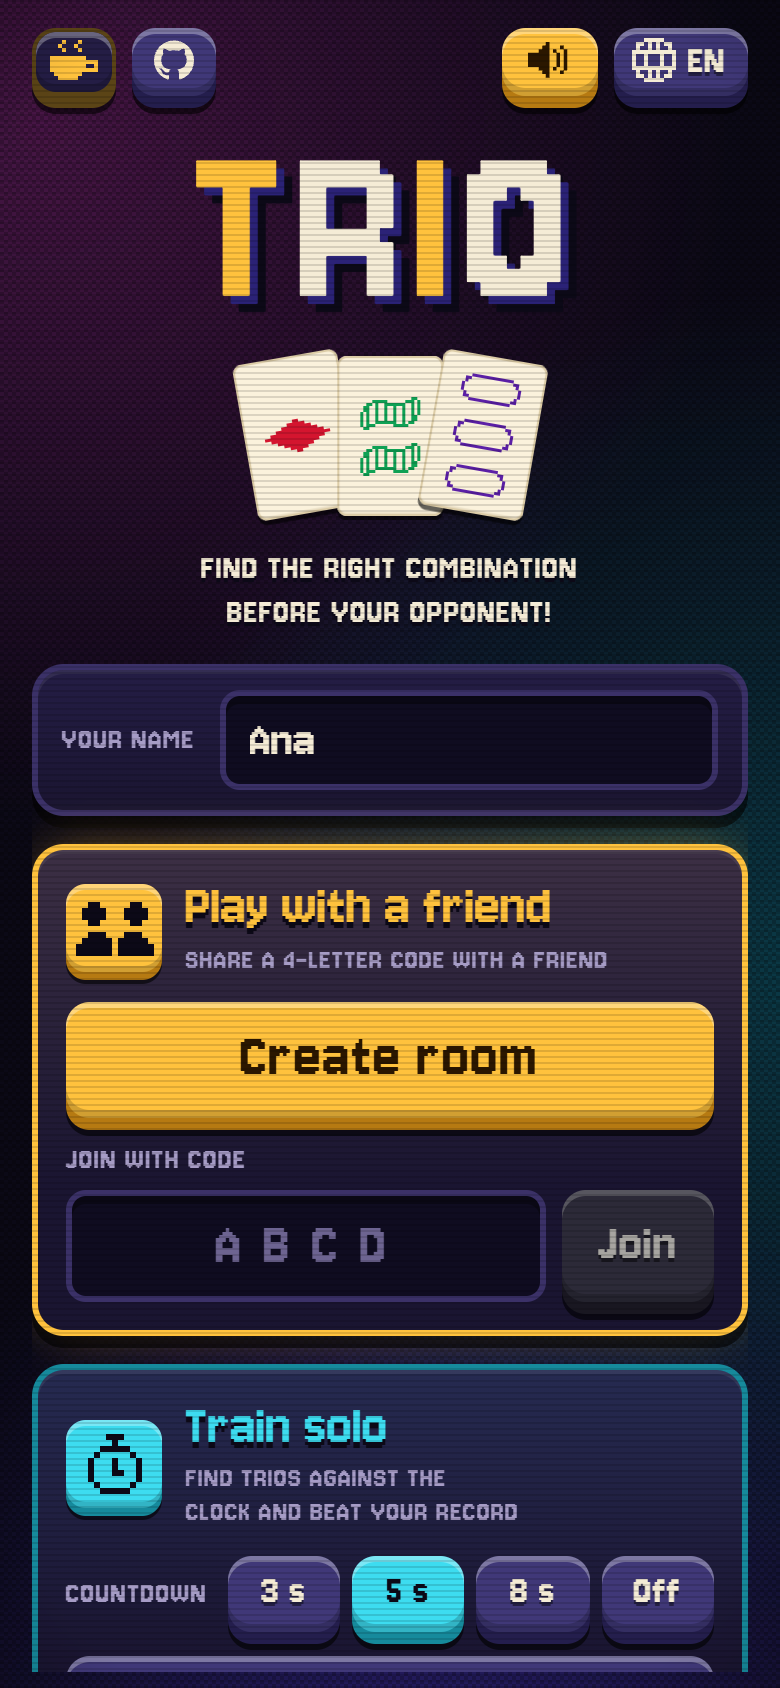 EN
TRIO
FIND THE RIGHT COMBINATION
BEFORE YOUR OPPONENT!
YOUR NAME
Ana
Play with a friend
SHARE A 4-LETTER CODE WITH A FRIEND
Create room
JOIN WITH CODE
A B C D
Join
Train solo
FIND TRIOS AGAINST THE
CLOCK AND BEAT YOUR RECORD
COUNTDOWN 3 s 5 s 8 s Off